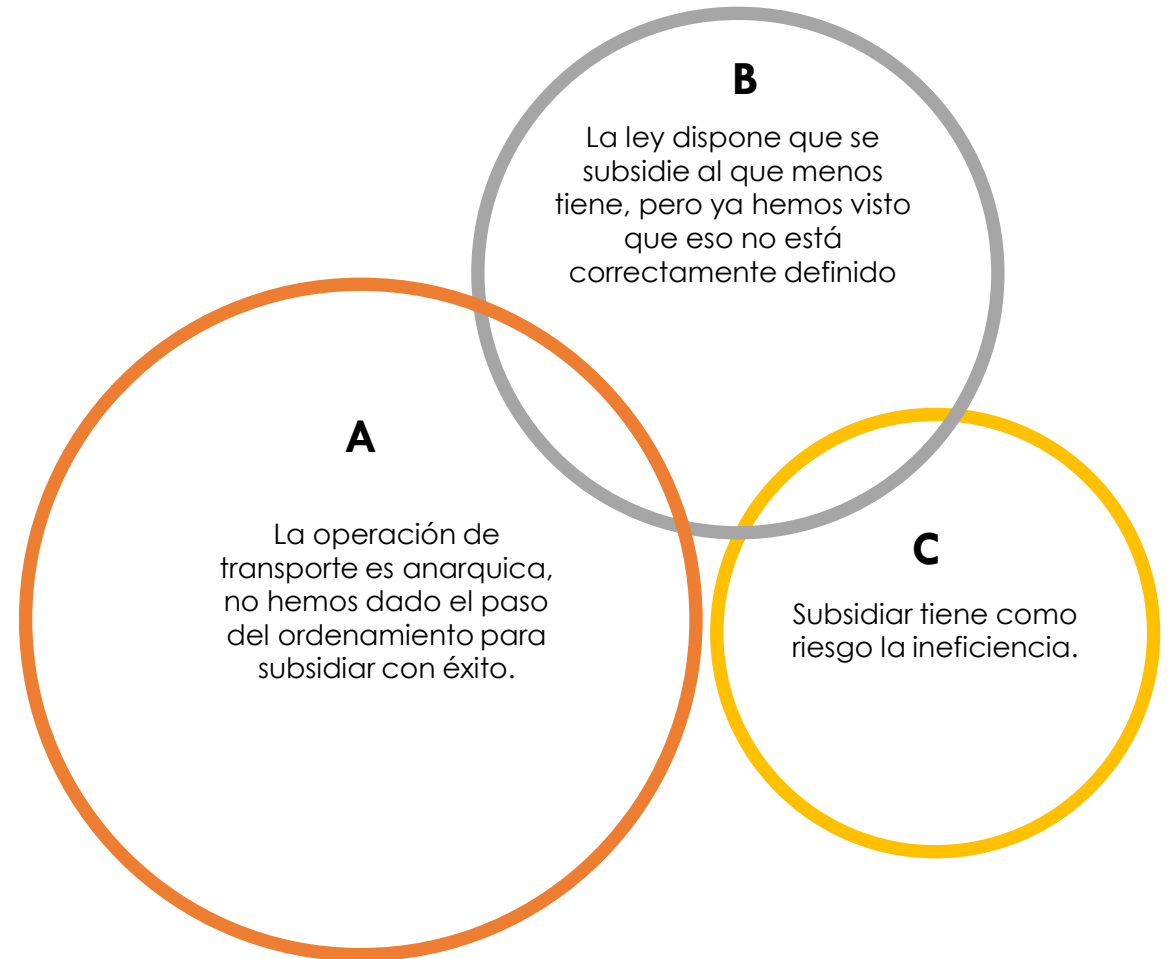 B
La ley dispone que se
subsidie al que menos
tiene, pero ya hemos visto
que eso no está
correctamente definido
A
La operación de
transporte es anarquica,
no hemos dado el paso
del ordenamiento para
subsidiar con éxito.
C
Subsidiar tiene como
riesgo la ineficiencia.